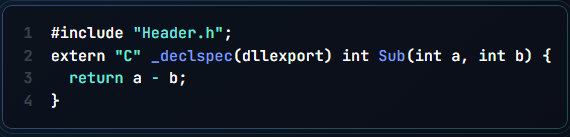 1 #include "Header.h";
2 extern "C" _declspec(dllexport) int Sub(int a, int b) {
3   return a - b;
4 }